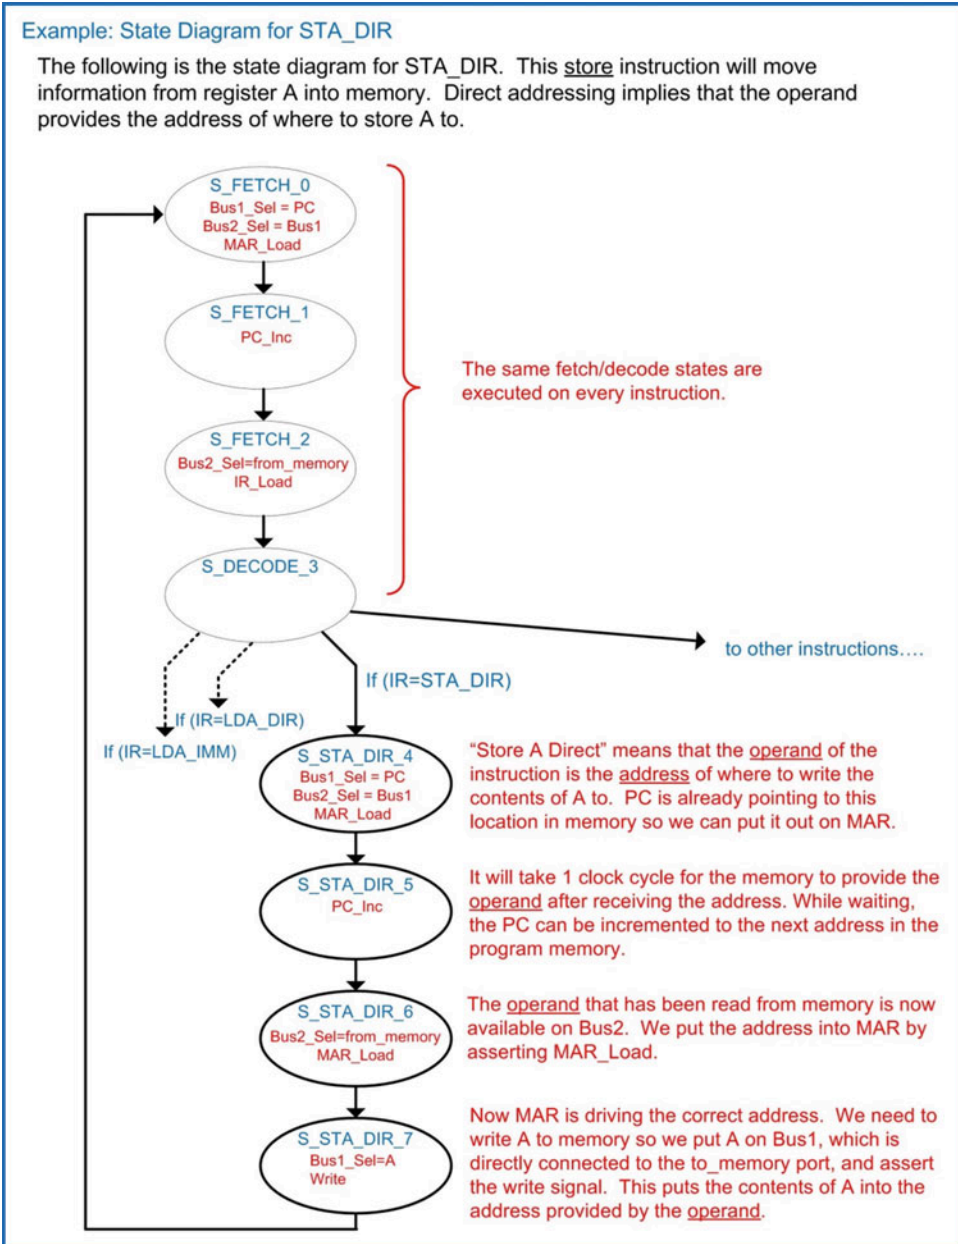 Example: State Diagram for STA_DIR
The following is the state diagram for STA_DIR.  This store instruction will move
information from register A into memory.  Direct addressing implies that the operand
provides the address of where to store A to.
S_FETCH_0
Bus1_Sel = PC
Bus2_Sel = Bus1
MAR_Load
S_FETCH_1
PC_Inc
The same fetch/decode states are
executed on every instruction.
S_FETCH_2
Bus2_Sel=from_memory
IR_Load
S_DECODE_3
to other instructions....
If (IR=STA_DIR)
If (IR=LDA_DIR)
If (IR=LDA_IMM)
S_STA_DIR_4
Bus1_Sel = PC
Bus2_Sel = Bus1
MAR_Load
“Store A Direct” means that the operand of the
instruction is the address of where to write the
contents of A to.  PC is already pointing to this
location in memory so we can put it out on MAR.
S_STA_DIR_5
PC_Inc
It will take 1 clock cycle for the memory to provide the
operand after receiving the address. While waiting,
the PC can be incremented to the next address in the
program memory.
S_STA_DIR_6
Bus2_Sel=from_memory
MAR_Load
The operand that has been read from memory is now
available on Bus2.  We put the address into MAR by
asserting MAR_Load.
S_STA_DIR_7
Bus1_Sel=A
Write
Now MAR is driving the correct address.  We need to
write A to memory so we put A on Bus1, which is
directly connected to the to_memory port, and assert
the write signal.  This puts the contents of A into the
address provided by the operand.